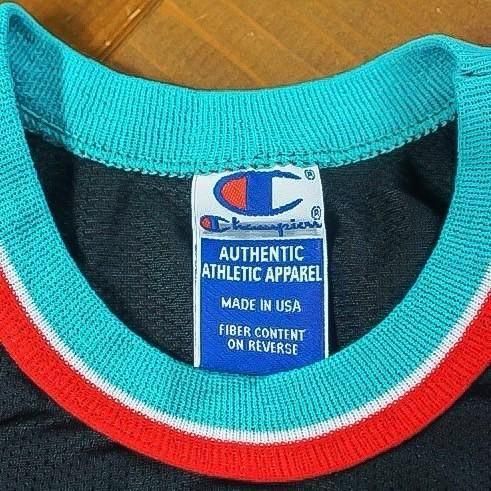 C®
Champion®
AUTHENTIC
ATHLETIC APPAREL
MADE IN USA
FIBER CONTENT
ON REVERSE